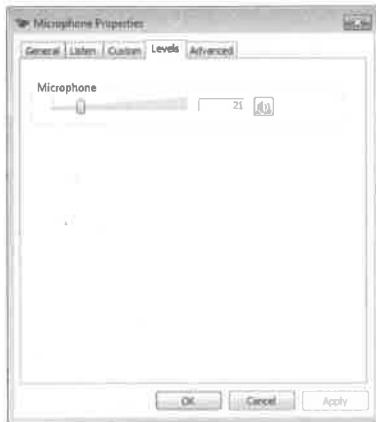 Microphone Properties
General Listen Custom Levels Advanced
Microphone
21
OK Cancel Apply